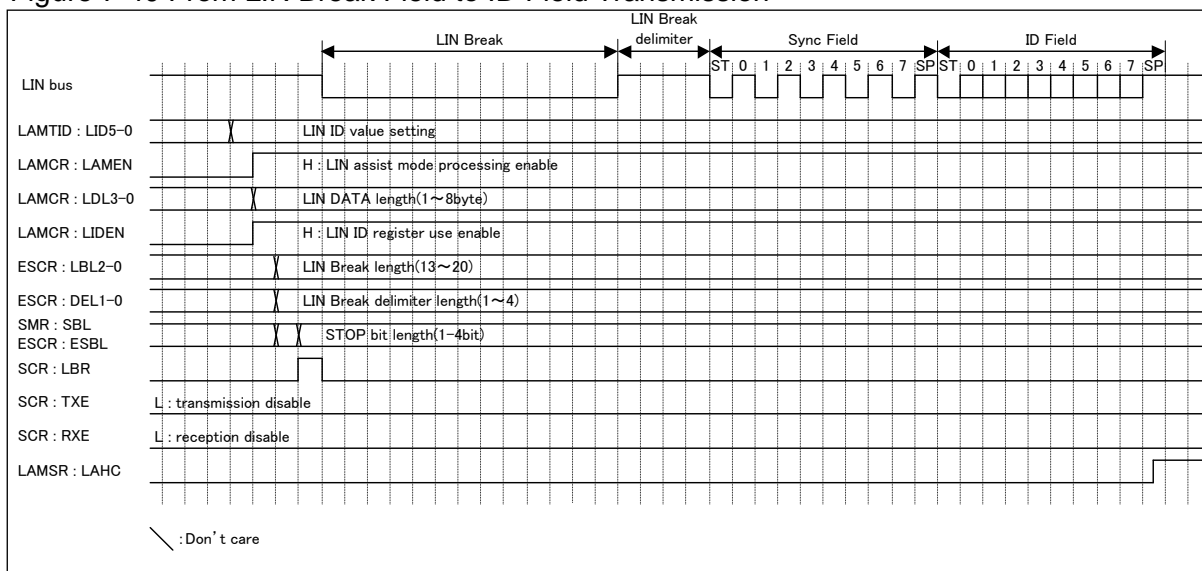 Figure 7-10 From LIN Break Field to ID Field Transmission
LIN Break
LIN Break delimiter
Sync Field
ID Field
ST 0 1 2 3 4 5 6 7 SP ST 0 1 2 3 4 5 6 7 SP
LIN bus
LAMTID : LID5-0 LIN ID value setting
LAMCR : LAMEN H : LIN assist mode processing enable
LAMCR : LDL3-0 LIN DATA length(1～8byte)
LAMCR : LIDEN H : LIN ID register use enable
ESCR : LBL2-0 LIN Break length(13～20)
ESCR : DEL1-0 LIN Break delimiter length(1～4)
SMR : SBL
ESCR : ESBL STOP bit length(1-4bit)
SCR : LBR
SCR : TXE L : transmission disable
SCR : RXE L : reception disable
LAMSR : LAHC
:Don't care